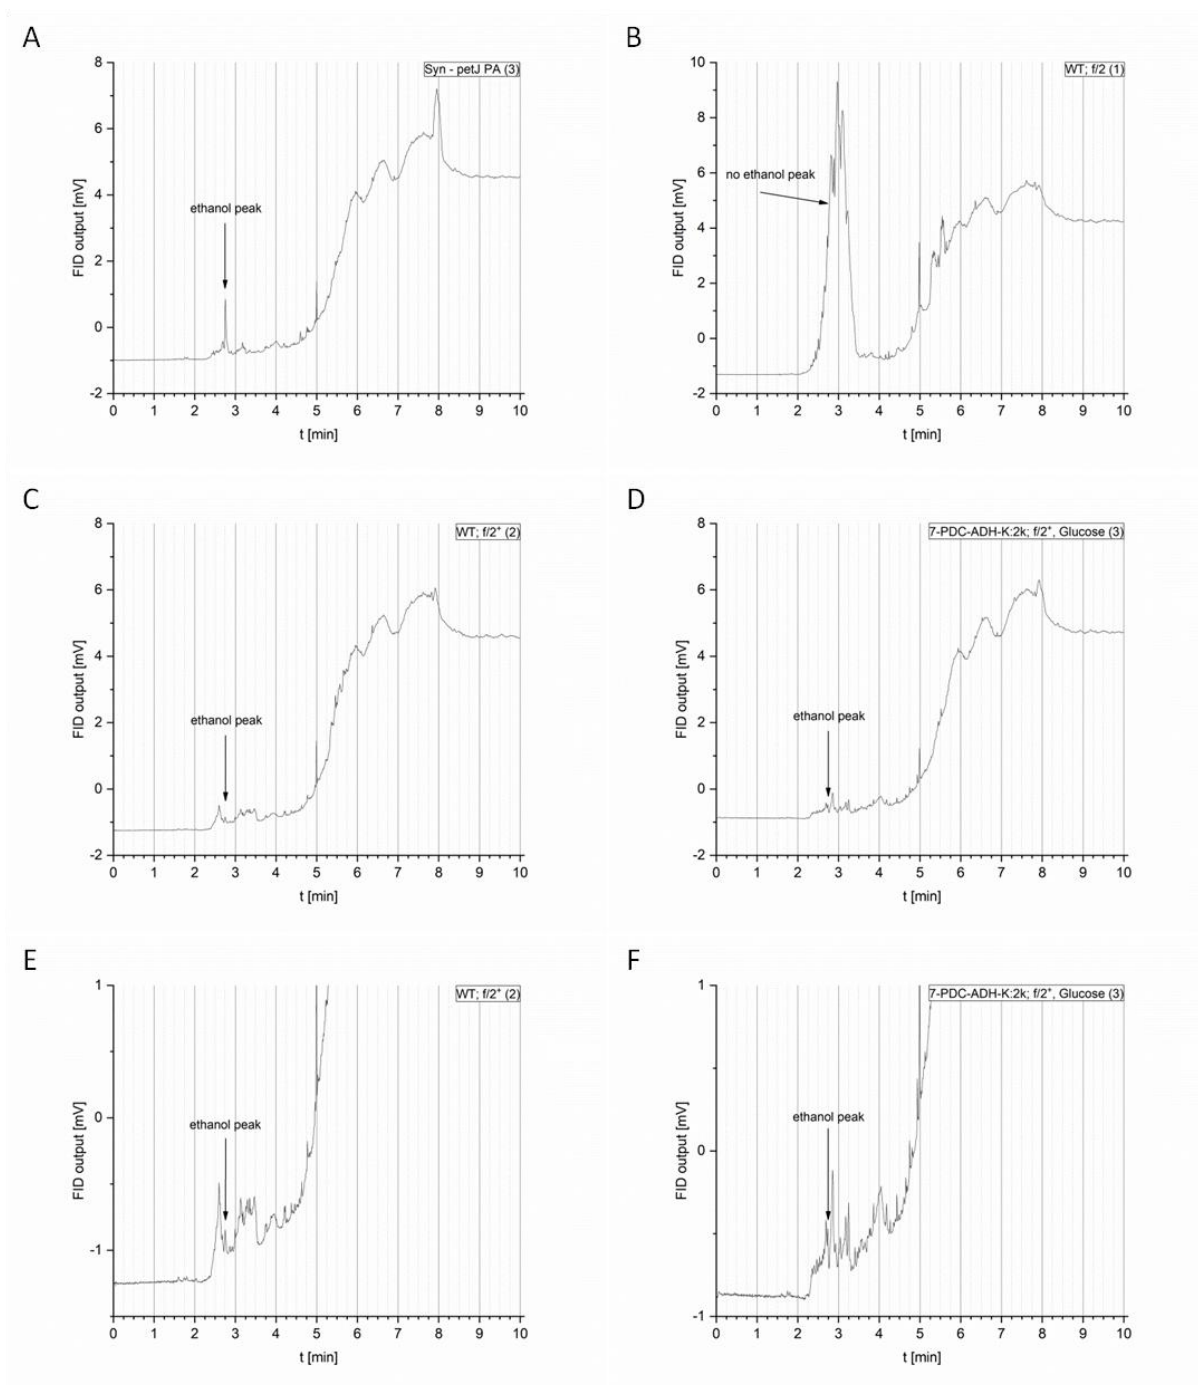 A
Syn - petJ PA (3)
8
6
4
2
0
-2
FID output [mV]
ethanol peak
0 1 2 3 4 5 6 7 8 9 10
t [min]
B
WT; f/2 (1)
10
8
6
4
2
0
-2
FID output [mV]
no ethanol peak
0 1 2 3 4 5 6 7 8 9 10
t [min]
C
WT; f/2⁺ (2)
8
6
4
2
0
-2
FID output [mV]
ethanol peak
0 1 2 3 4 5 6 7 8 9 10
t [min]
D
7-PDC-ADH-K:2k; f/2⁺, Glucose (3)
8
6
4
2
0
-2
FID output [mV]
ethanol peak
0 1 2 3 4 5 6 7 8 9 10
t [min]
E
WT; f/2⁺ (2)
1
0
-1
FID output [mV]
ethanol peak
0 1 2 3 4 5 6 7 8 9 10
t [min]
F
7-PDC-ADH-K:2k; f/2⁺, Glucose (3)
1
0
-1
FID output [mV]
ethanol peak
0 1 2 3 4 5 6 7 8 9 10
t [min]